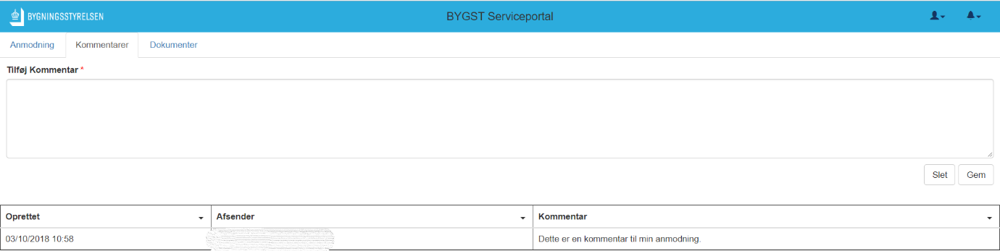 BYGNINGSSTYRELSEN
BYGST Serviceportal
Anmodning
Kommentarer
Dokumenter
Tilføj Kommentar *
Slet
Gem
Oprettet
Afsender
Kommentar
03/10/2018 10:58
Dette er en kommentar til min anmodning.